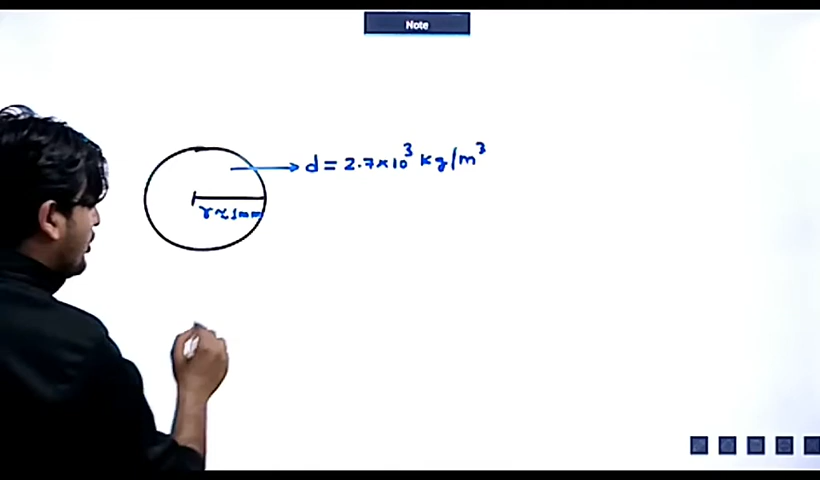 Note
d = 2.7×10³ kg/m³
r≈1mm